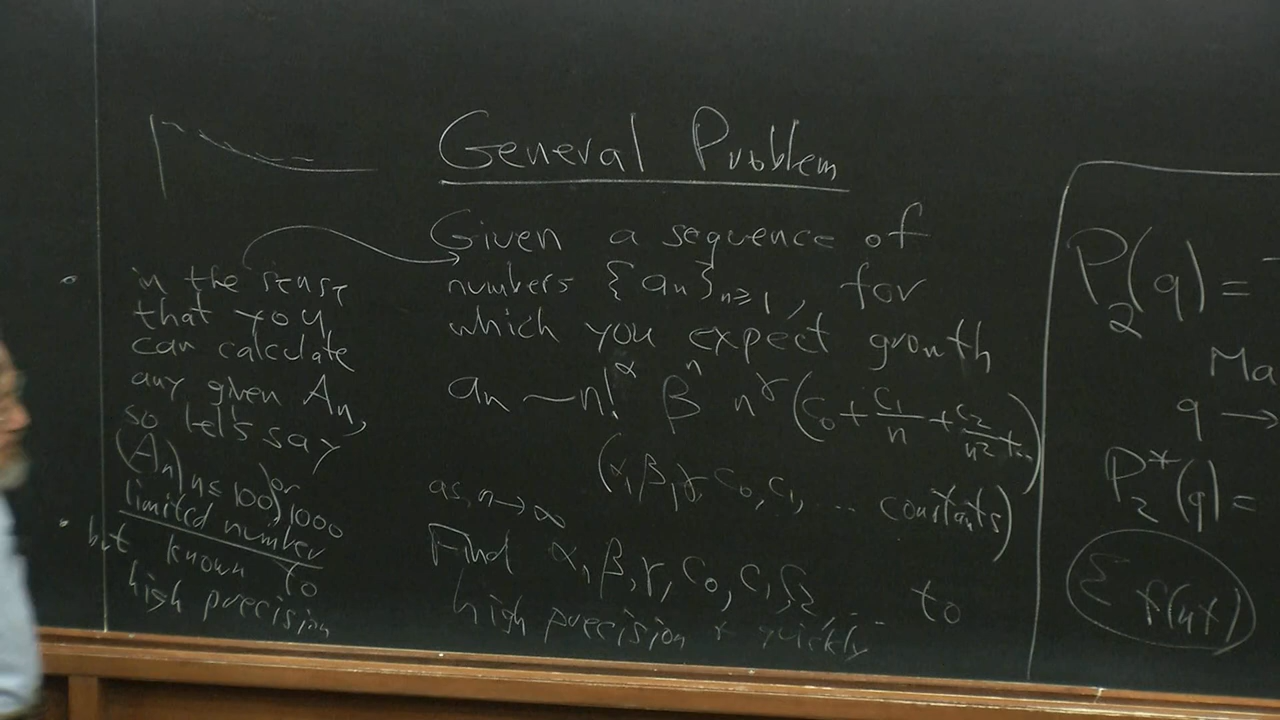 General Problem
Given a sequence of
numbers {aₙ}ₙ≥₁, for
which you expect growth
aₙ ~ n!^α βⁿ n^γ (c₀ + c₁/n + c₂/n² + ...)
as n → ∞ (α, β, γ, c₀, c₁, ... constants)
Find α, β, γ, c₀, c₁, c₂, ... to
high precision + quickly
in the sense
that you
can calculate
any given Aₙ,
so let's say
(Aₙ) n≤100 or 1000
limited number
but known to
high precision
P₂(q) =
Ma
q →
P₂*(q) =
Σ f(nx)